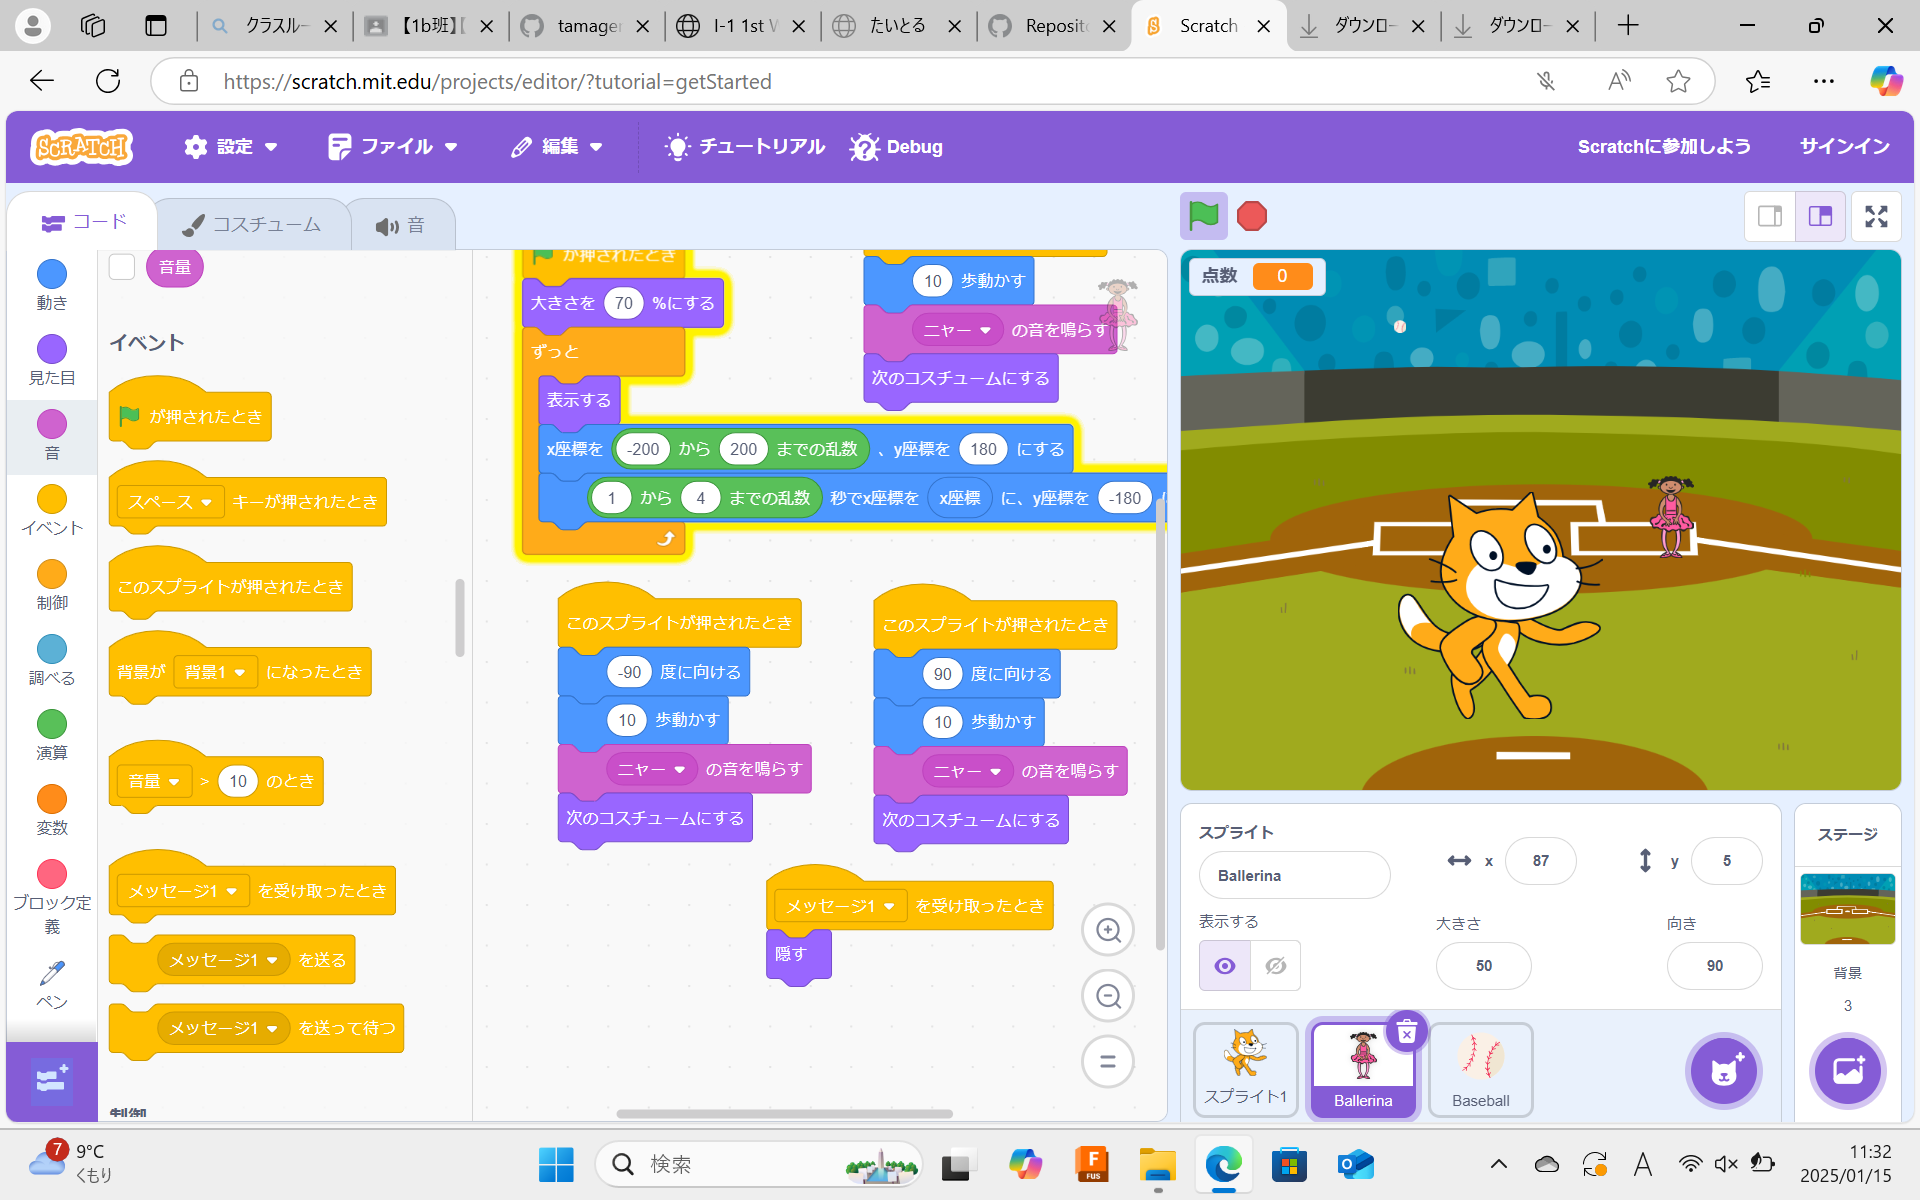 クラスルー
【1b班】【
tamager
I-1 1st W
たいとる
Reposito
Scratch
ダウンロー
ダウンロー
https://scratch.mit.edu/projects/editor/?tutorial=getStarted
SCRATCH
設定
ファイル
編集
チュートリアル
Debug
Scratchに参加しよう
サインイン
コード
コスチューム
音
動き
見た目
音
イベント
制御
調べる
演算
変数
ブロック定
義
ペン
音量
イベント
が押されたとき
スペース キーが押されたとき
このスプライトが押されたとき
背景が 背景1 になったとき
音量 > 10 のとき
メッセージ1 を受け取ったとき
メッセージ1 を送る
メッセージ1 を送って待つ
制御
が押されたとき
大きさを 70 %にする
ずっと
表示する
x座標を -200 から 200 までの乱数 、y座標を 180 にする
1 から 4 までの乱数 秒でx座標を x座標 に、y座標を -180
10 歩動かす
ニャー の音を鳴らす
次のコスチュームにする
このスプライトが押されたとき
-90 度に向ける
10 歩動かす
ニャー の音を鳴らす
次のコスチュームにする
このスプライトが押されたとき
90 度に向ける
10 歩動かす
ニャー の音を鳴らす
次のコスチュームにする
メッセージ1 を受け取ったとき
隠す
点数 0
スプライト
Ballerina
x 87
y 5
表示する
大きさ
向き
50
90
スプライト1
Ballerina
Baseball
ステージ
背景
3
7
9°C
くもり
検索
F
FUS
A
11:32
2025/01/15